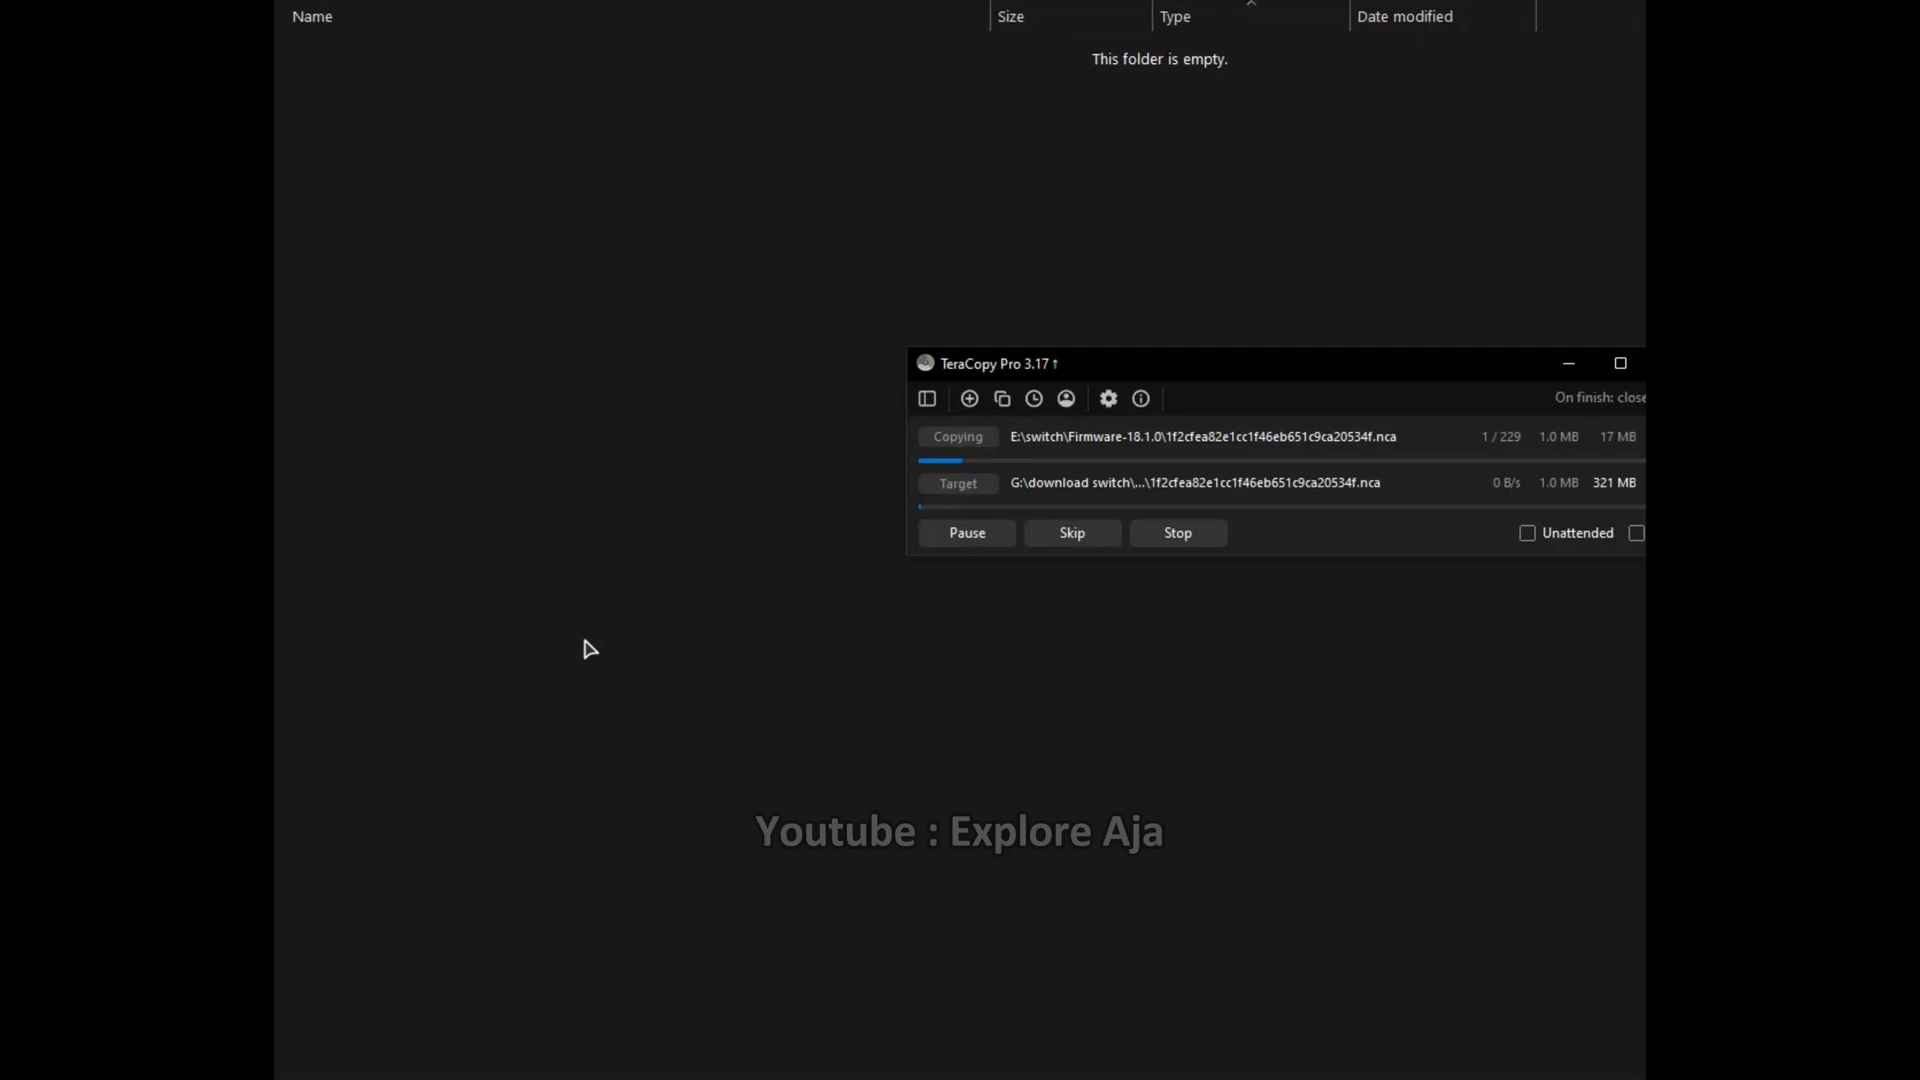 Name Size Type Date modified
This folder is empty.
TeraCopy Pro 3.17 ↑
On finish: close
Copying E:\switch\Firmware-18.1.0\1f2cfea82e1cc1f46eb651c9ca20534f.nca 1 / 229 1.0 MB 17 MB
Target G:\download switch\...\1f2cfea82e1cc1f46eb651c9ca20534f.nca 0 B/s 1.0 MB 321 MB
Pause Skip Stop Unattended
Youtube : Explore Aja